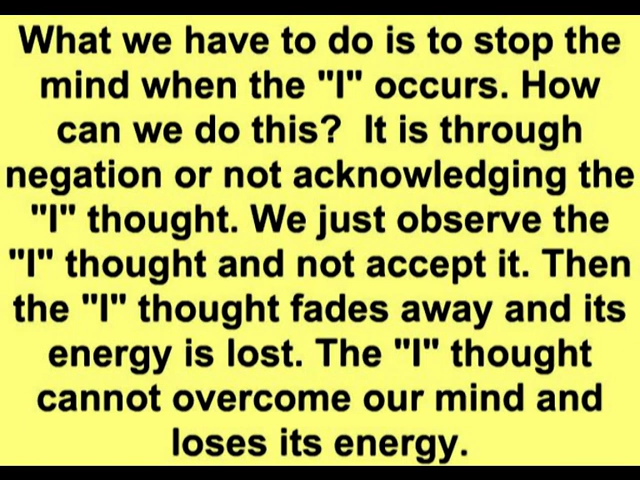 What we have to do is to stop the
mind when the "I" occurs. How
can we do this?  It is through
negation or not acknowledging the
"I" thought. We just observe the
"I" thought and not accept it. Then
the "I" thought fades away and its
energy is lost. The "I" thought
cannot overcome our mind and
loses its energy.